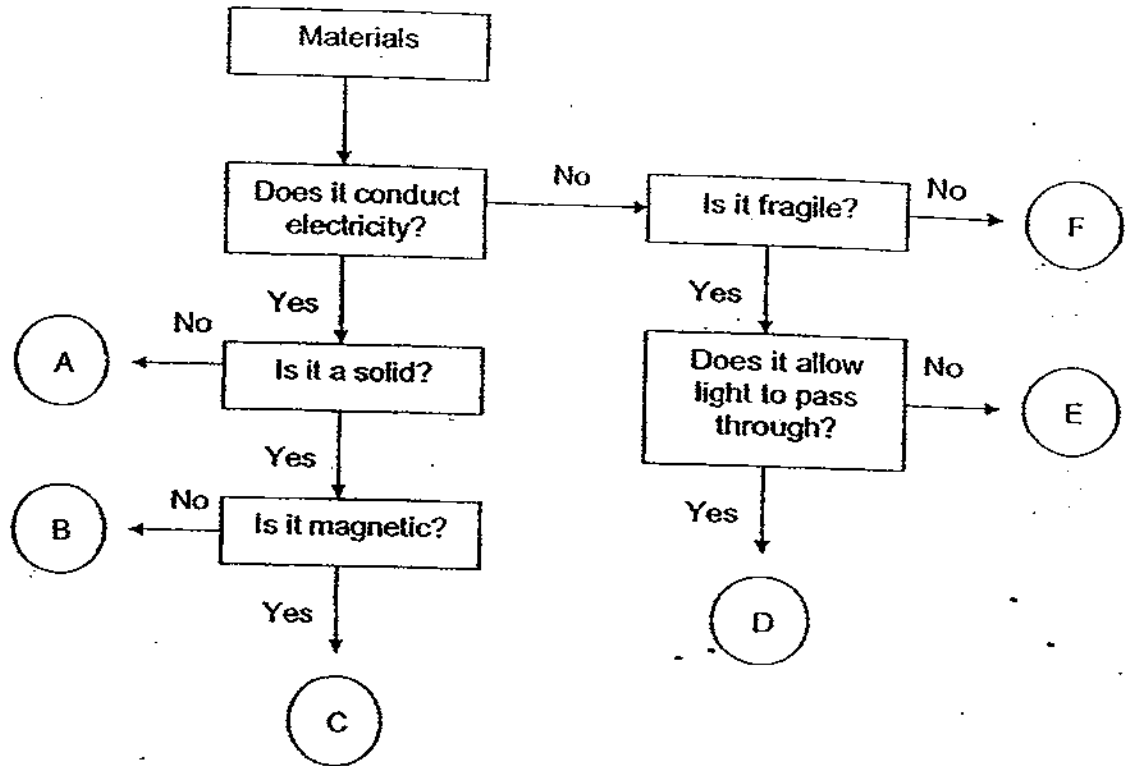 Materials
Does it conduct
electricity?
No
Is it fragile?
No
F
Yes
Yes
No
A
Is it a solid?
Does it allow
light to pass
through?
No
E
Yes
Yes
No
B
Is it magnetic?
Yes
D
C